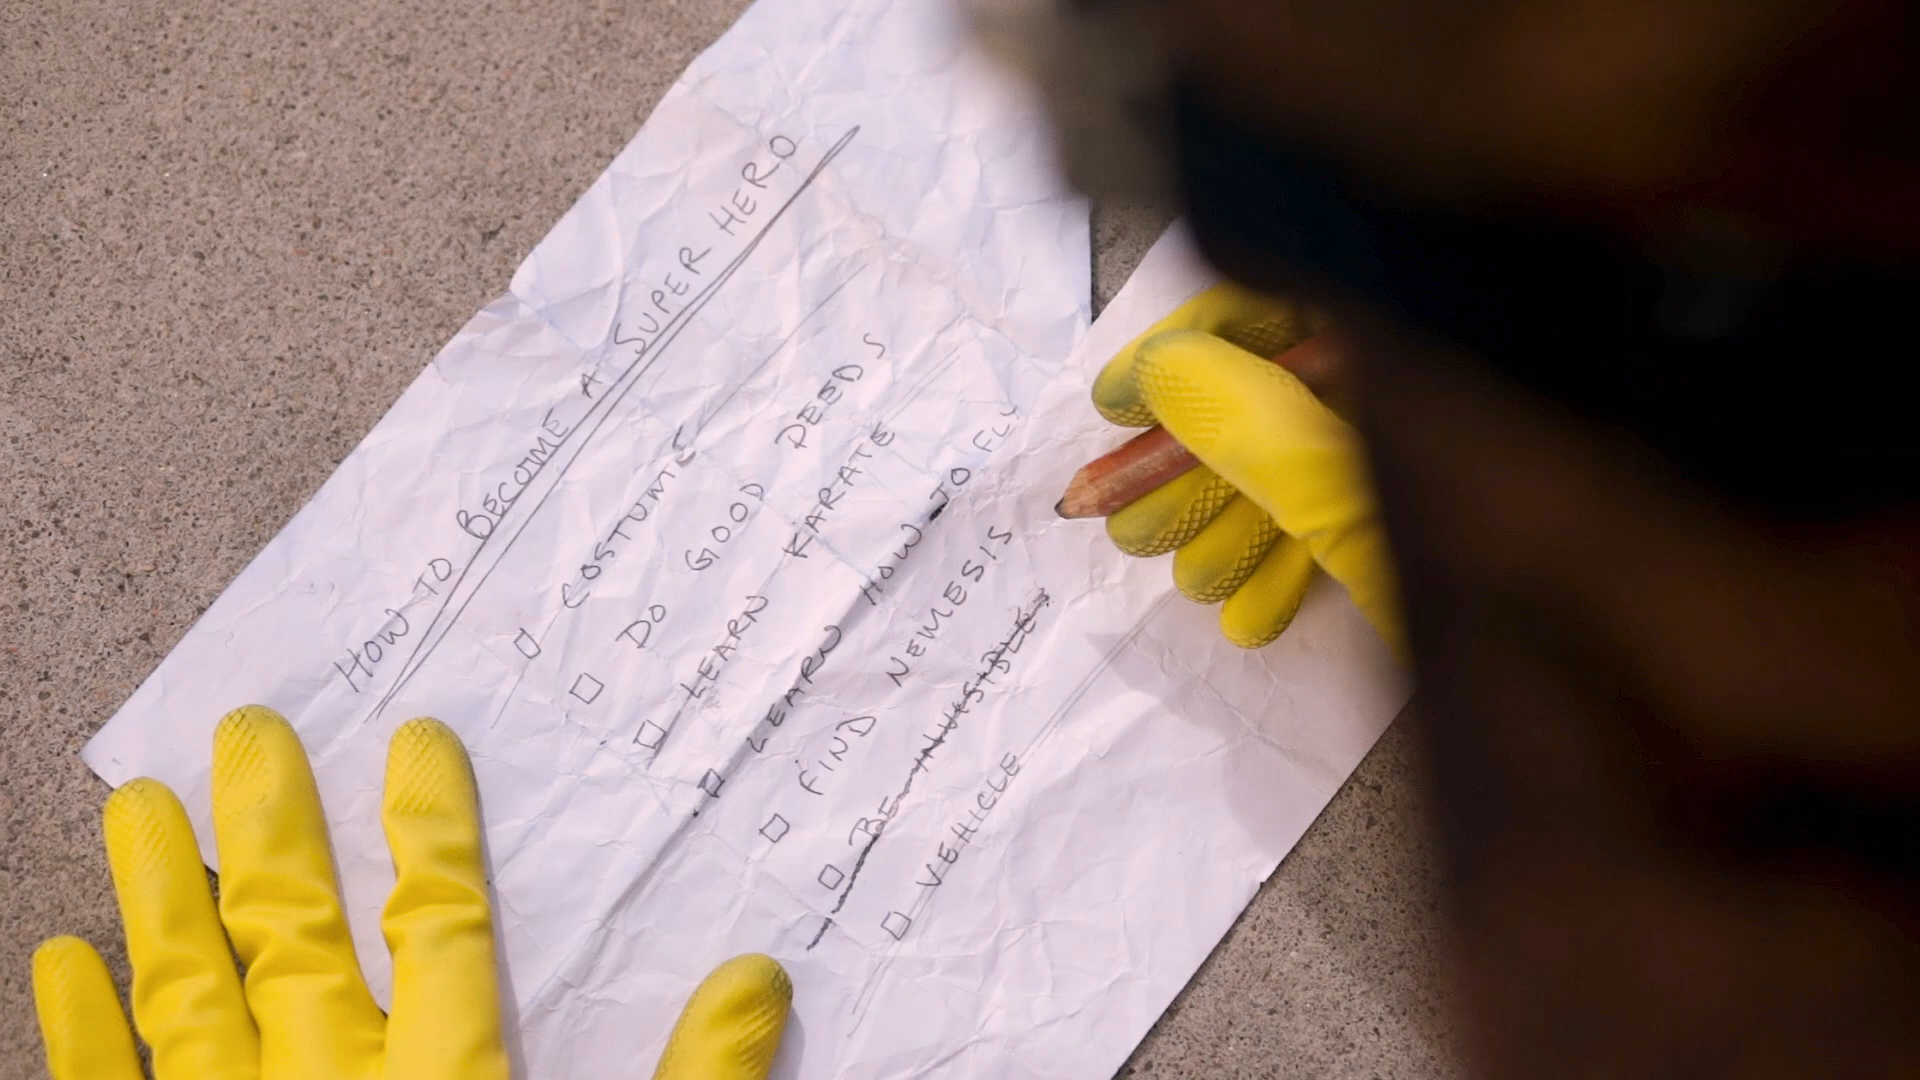 HOW TO BECOME A SUPER HERO
COSTUME
DO GOOD DEEDS
LEARN KARATE
LEARN HOW TO FLY
FIND NEMESIS
BE
VEHICLE